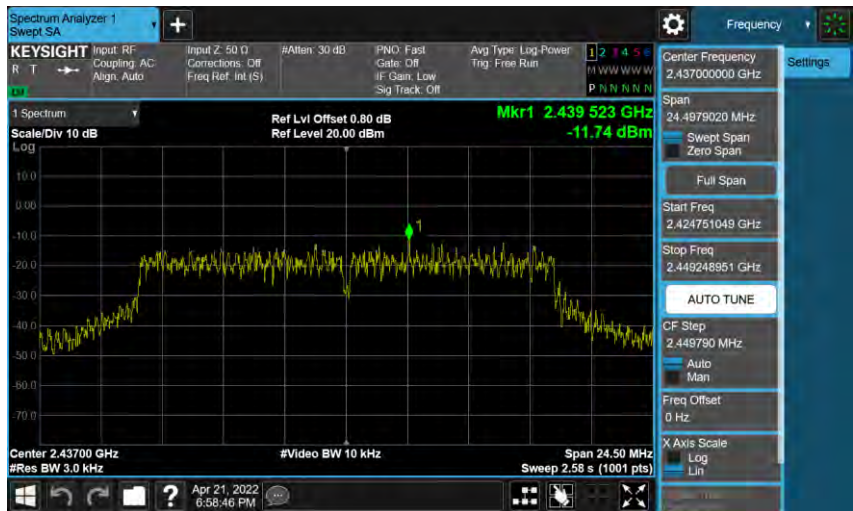 Spectrum Analyzer 1
Swept SA
Frequency
KEYSIGHT
R T
Input: RF
Coupling: AC
Align: Auto
Input Z: 50 Ω
Corrections: Off
Freq Ref: Int (S)
#Atten: 30 dB
PNO: Fast
Gate: Off
IF Gain: Low
Sig Track: Off
Avg Type: Log-Power
Trig: Free Run
1 2 3 4 5 6
M W W W W W
P N N N N N
Center Frequency
2.437000000 GHz
Settings
Span
24.4979020 MHz
Swept Span
Zero Span
Full Span
Start Freq
2.424751049 GHz
Stop Freq
2.449248951 GHz
AUTO TUNE
CF Step
2.449790 MHz
Auto
Man
Freq Offset
0 Hz
X Axis Scale
Log
Lin
1 Spectrum
Scale/Div 10 dB
Ref Lvl Offset 0.80 dB
Ref Level 20.00 dBm
Mkr1 2.439 523 GHz
-11.74 dBm
Log
10.0
0.00
-10.0
-20.0
-30.0
-40.0
-50.0
-60.0
-70.0
1
Center 2.43700 GHz
#Res BW 3.0 kHz
#Video BW 10 kHz
Span 24.50 MHz
Sweep 2.58 s (1001 pts)
Apr 21, 2022
6:58:46 PM